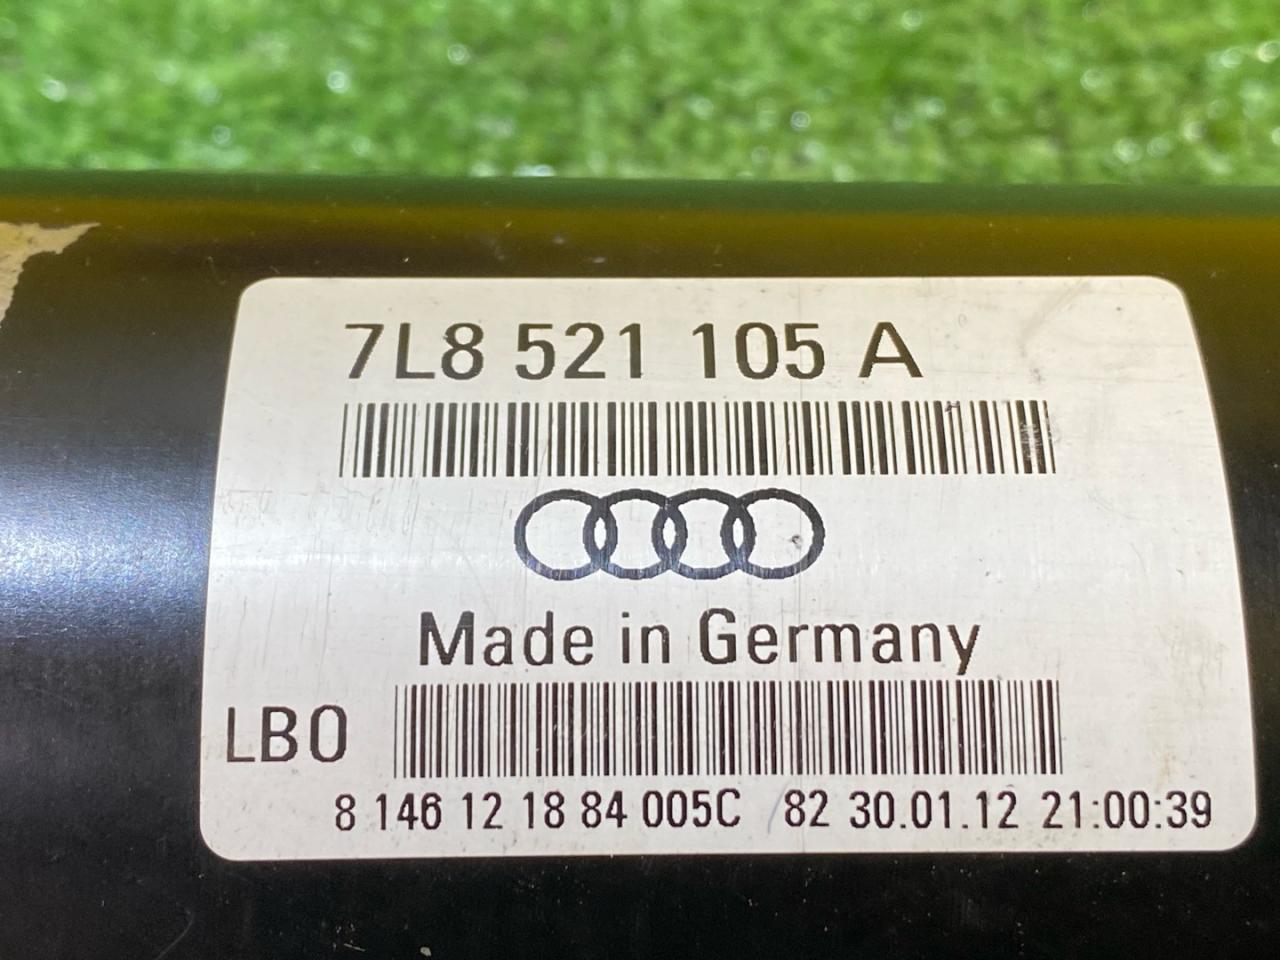 7L8 521 105 A
Made in Germany
LB0
8 146 12 18 84 005C 82 30.01.12 21:00:39